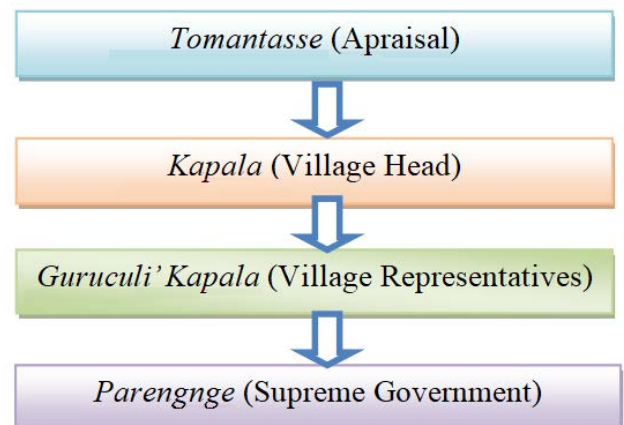 Tomantasse (Apraisal)
Kapala (Village Head)
Guruculi’ Kapala (Village Representatives)
Parengnge (Supreme Government)